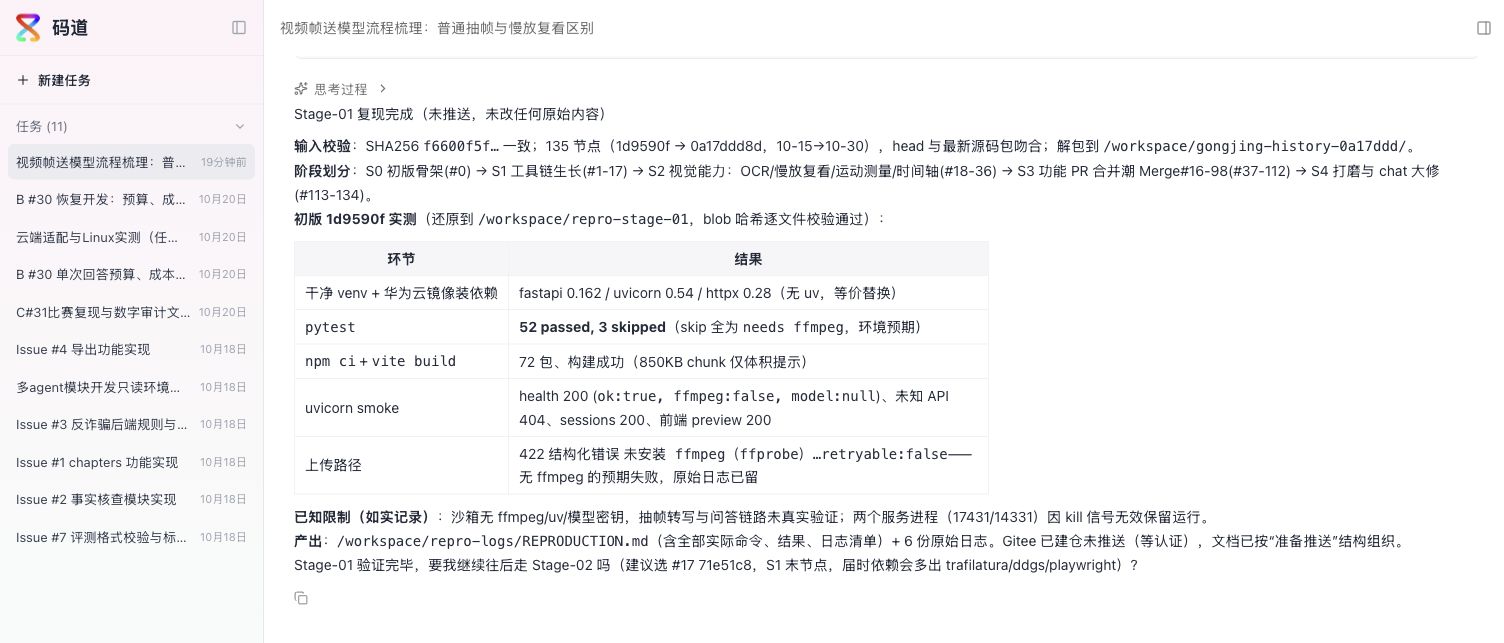 码道
视频帧送模型流程梳理：普通抽帧与慢放复看区别
新建任务
任务 (11)
视频帧送模型流程梳理：普... 19分钟前
B #30 恢复开发：预算、成... 10月20日
云端适配与Linux实测（任... 10月20日
B #30 单次回答预算、成本... 10月20日
C#31比赛复现与数字审计文... 10月20日
Issue #4 导出功能实现 10月18日
多agent模块开发只读环境... 10月18日
Issue #3 反诈骗后端规则与... 10月18日
Issue #1 chapters 功能实现 10月18日
Issue #2 事实核查模块实现 10月18日
Issue #7 评测格式校验与标... 10月18日
思考过程
Stage-01 复现完成（未推送，未改任何原始内容）
输入校验：SHA256 f6600f5f… 一致；135 节点（1d9590f → 0a17ddd8d，10-15→10-30），head 与最新源码包吻合；解包到 /workspace/gongjing-history-0a17ddd/。
阶段划分：S0 初版骨架(#0) → S1 工具链生长(#1-17) → S2 视觉能力：OCR/慢放复看/运动测量/时间轴(#18-36) → S3 功能 PR 合并潮 Merge#16-98(#37-112) → S4 打磨与 chat 大修
(#113-134)。
初版 1d9590f 实测（还原到 /workspace/repro-stage-01，blob 哈希逐文件校验通过）：
环节 结果
干净 venv + 华为云镜像装依赖 fastapi 0.162 / uvicorn 0.54 / httpx 0.28（无 uv，等价替换）
pytest 52 passed, 3 skipped（skip 全为 needs ffmpeg，环境预期）
npm ci + vite build 72 包、构建成功（850KB chunk 仅体积提示）
uvicorn smoke health 200 (ok:true, ffmpeg:false, model:null)、未知 API
404、sessions 200、前端 preview 200
上传路径 422 结构化错误 未安装 ffmpeg（ffprobe）…retryable:false——
无 ffmpeg 的预期失败，原始日志已留
已知限制（如实记录）：沙箱无 ffmpeg/uv/模型密钥，抽帧转写与问答链路未真实验证；两个服务进程（17431/14331）因 kill 信号无效保留运行。
产出：/workspace/repro-logs/REPRODUCTION.md（含全部实际命令、结果、日志清单）+ 6 份原始日志。Gitee 已建仓未推送（等认证），文档已按“准备推送”结构组织。
Stage-01 验证完毕，要我继续往后走 Stage-02 吗（建议选 #17 71e51c8，S1 末节点，届时依赖会多出 trafilatura/ddgs/playwright）?